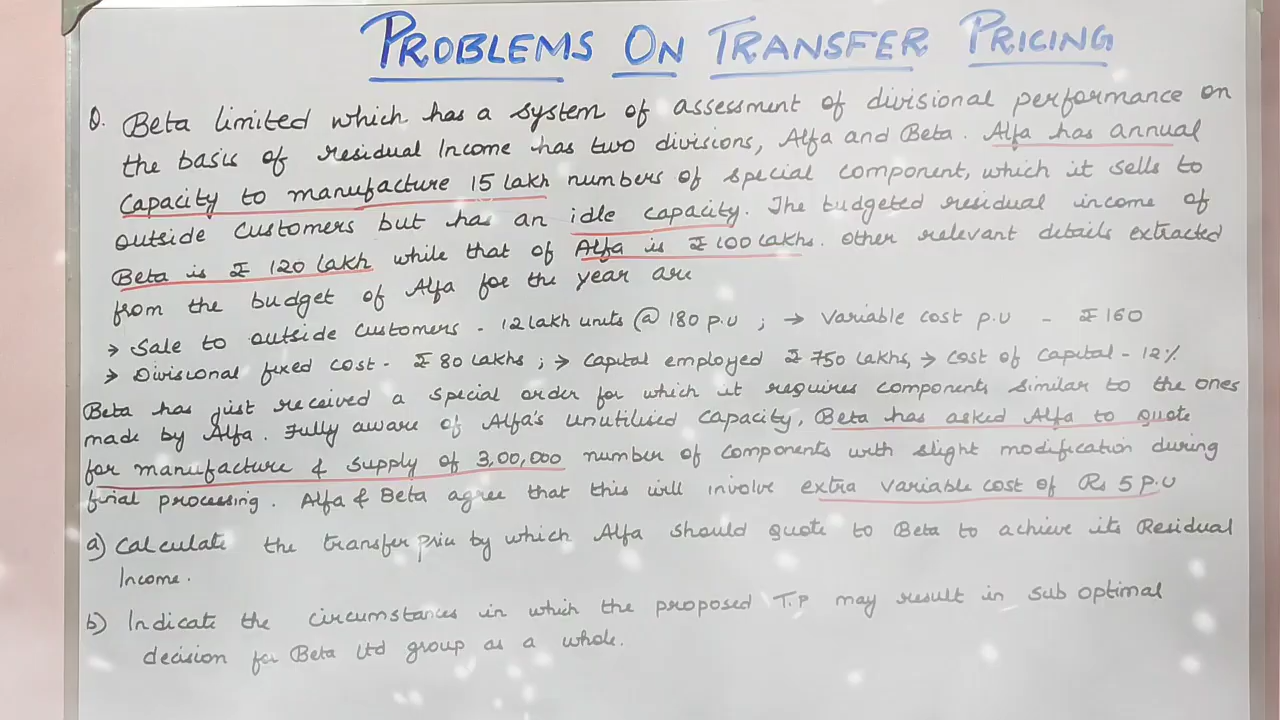 PROBLEMS ON TRANSFER PRICING
Q. Beta limited which has a system of assessment of divisional performance on
the basis of residual Income has two divisions, Alfa and Beta. Alfa has annual
Capacity to manufacture 15 lakh numbers of special component, which it sells to
outside customers but has an idle capacity. The budgeted residual income of
Beta is ₹ 120 lakh while that of Alfa is ₹ 100 lakhs. Other relevant details extracted
from the budget of Alfa for the year are
→ Sale to outside customers - 12 lakh units @ 180 p.u ; → Variable cost p.u - ₹ 160
→ Divisional fixed cost - ₹ 80 lakhs ; → Capital employed ₹ 750 lakhs, → Cost of Capital - 12%
Beta has just received a special order for which it requires components similar to the ones
made by Alfa. Fully aware of Alfa's unutilised capacity, Beta has asked Alfa to quote
for manufacture & supply of 3,00,000 number of components with slight modification during
final processing. Alfa & Beta agree that this will involve extra variable cost of Rs 5 p.u
a) Calculate the transfer price by which Alfa should quote to Beta to achieve its Residual
Income.
b) Indicate the circumstances in which the proposed T.P may result in sub optimal
decision for Beta Ltd group as a whole.